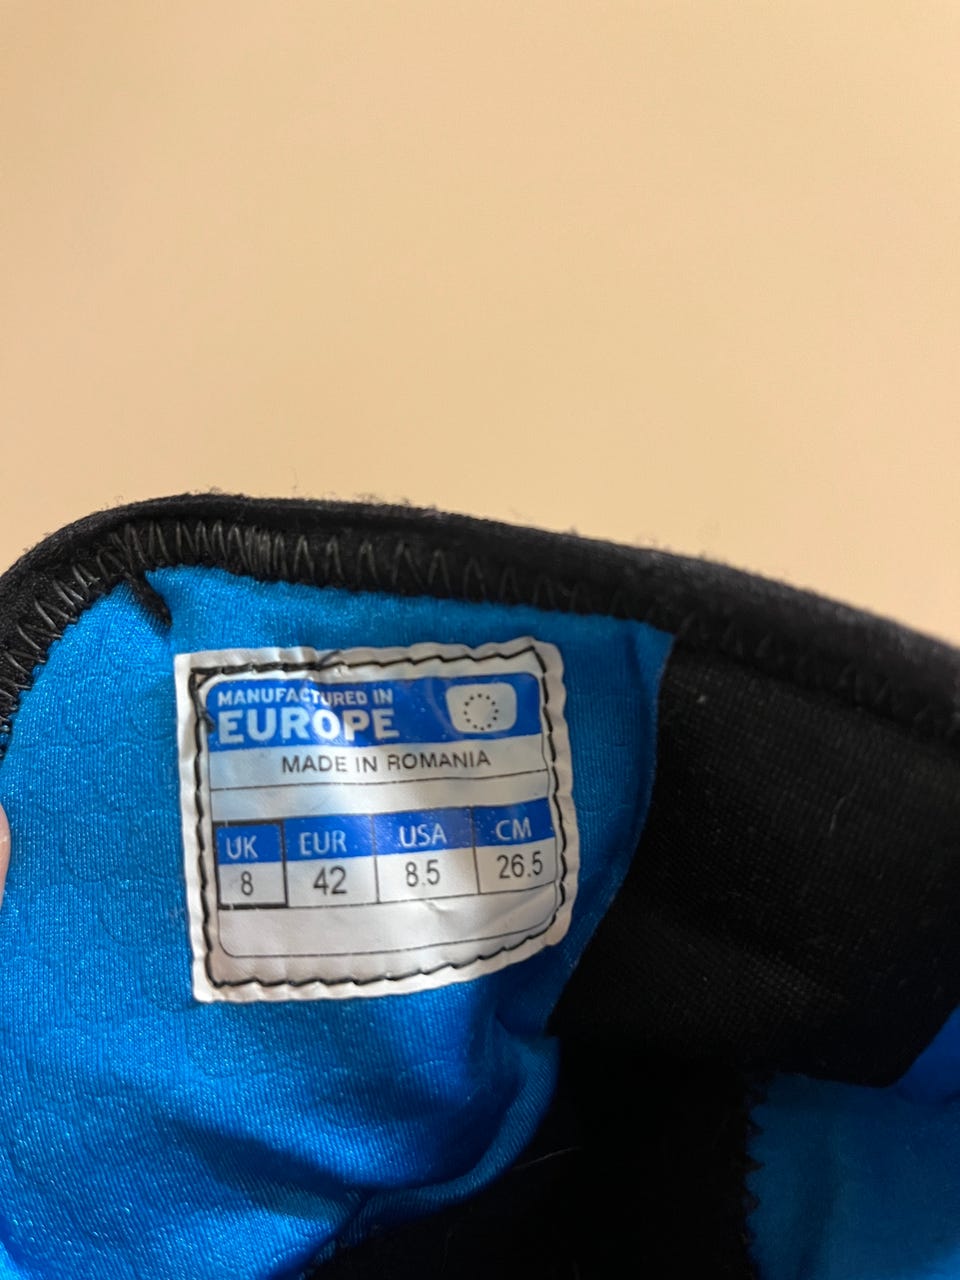 MANUFACTURED IN
EUROPE
MADE IN ROMANIA
UK EUR USA CM
8 42 8.5 26.5